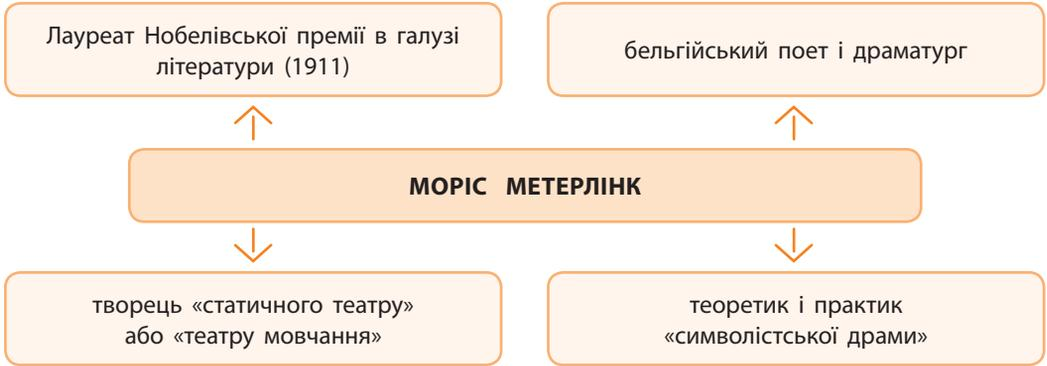 Лауреат Нобелівської премії в галузі
літератури (1911)
бельгійський поет і драматург
МОРІС МЕТЕРЛІНК
творець «статичного театру»
або «театру мовчання»
теоретик і практик
«символістської драми»